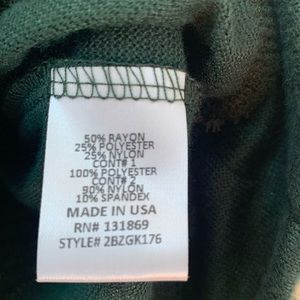 50% RAYON
25% POLYESTER
25% NYLON
CONT# 1
100% POLYESTER
CONT# 2
90% NYLON
10% SPANDEX
MADE IN USA
RN# 131869
STYLE# 2BZGK176